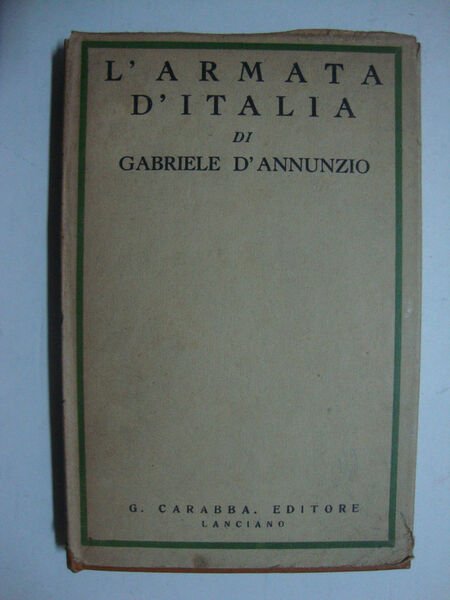 L'ARMATA
D'ITALIA
DI
GABRIELE D'ANNUNZIO
G. CARABBA. EDITORE
LANCIANO